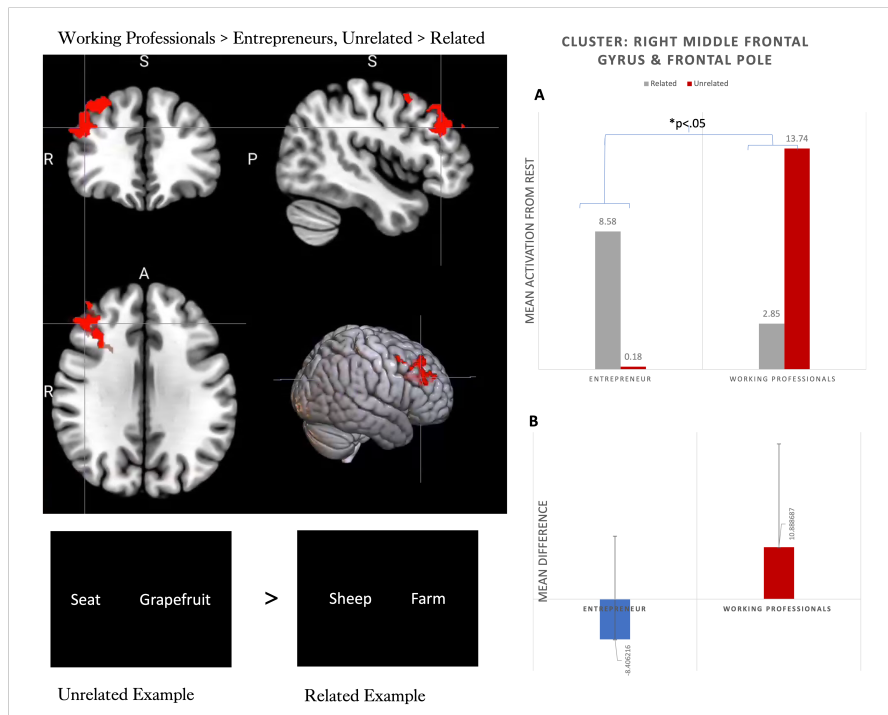 Working Professionals > Entrepreneurs, Unrelated > Related
S
S
R
P
A
R
Seat
Grapefruit
>
Sheep
Farm
Unrelated Example
Related Example
CLUSTER: RIGHT MIDDLE FRONTAL
GYRUS & FRONTAL POLE
Related
Unrelated
A
*p<.05
13.74
8.58
2.85
0.18
MEAN ACTIVATION FROM REST
ENTREPRENEUR
WORKING PROFESSIONALS
B
MEAN DIFFERENCE
10.888687
ENTREPRENEUR
WORKING PROFESSIONALS
-8.406216